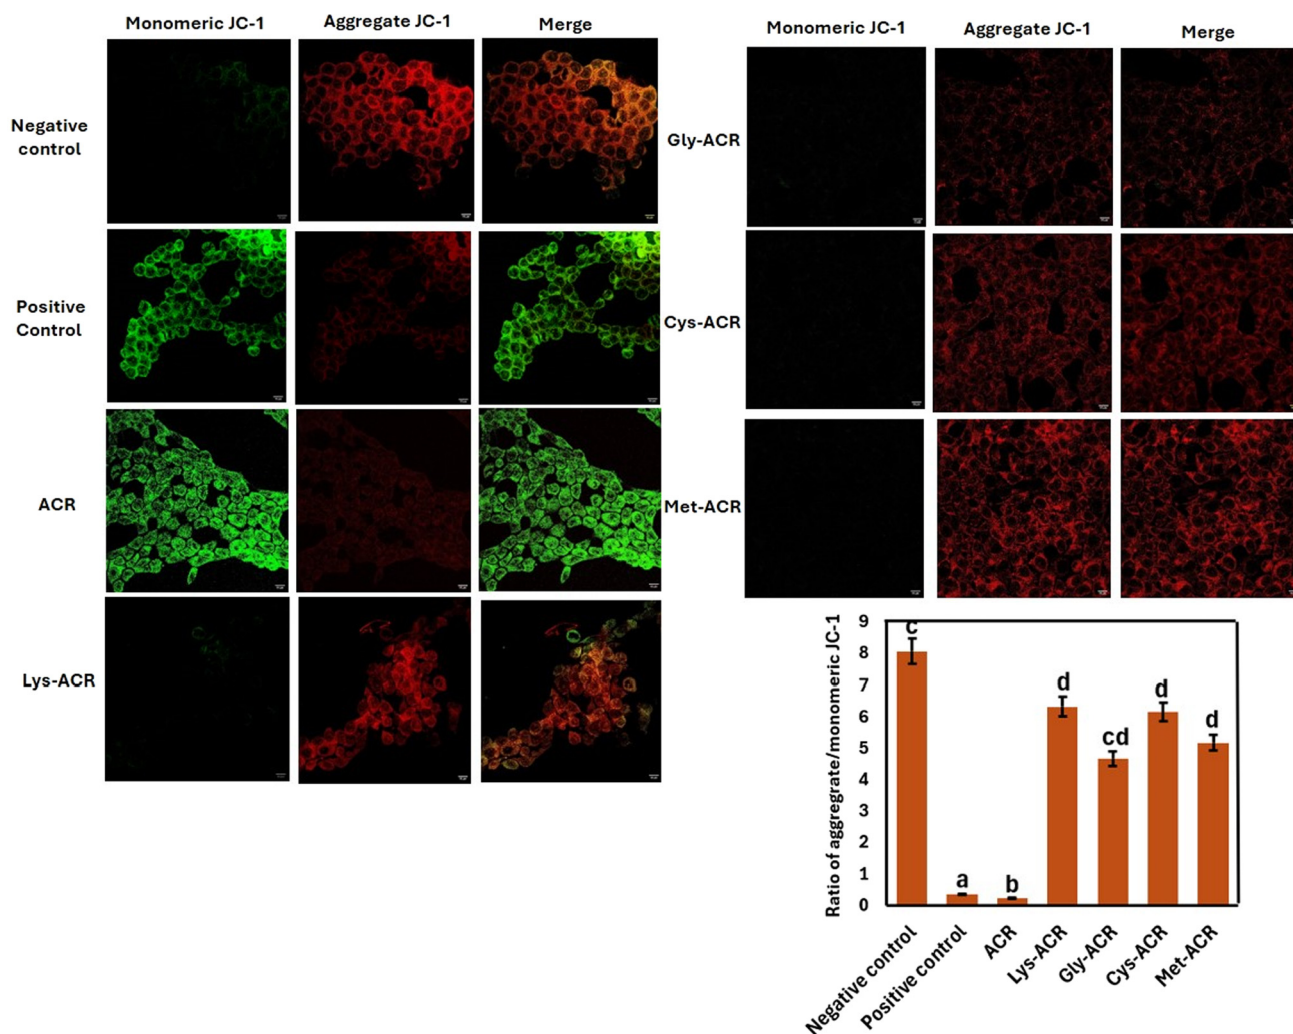 Monomeric JC-1 Aggregate JC-1 Merge
Negative
control
Positive
Control
ACR
Lys-ACR
Monomeric JC-1 Aggregate JC-1 Merge
Gly-ACR
Cys-ACR
Met-ACR
Ratio of aggregrate/monomeric JC-1
9
8
7
6
5
4
3
2
1
0
c
a
b
d
cd
d
d
Negative control
Positive control
ACR
Lys-ACR
Gly-ACR
Cys-ACR
Met-ACR